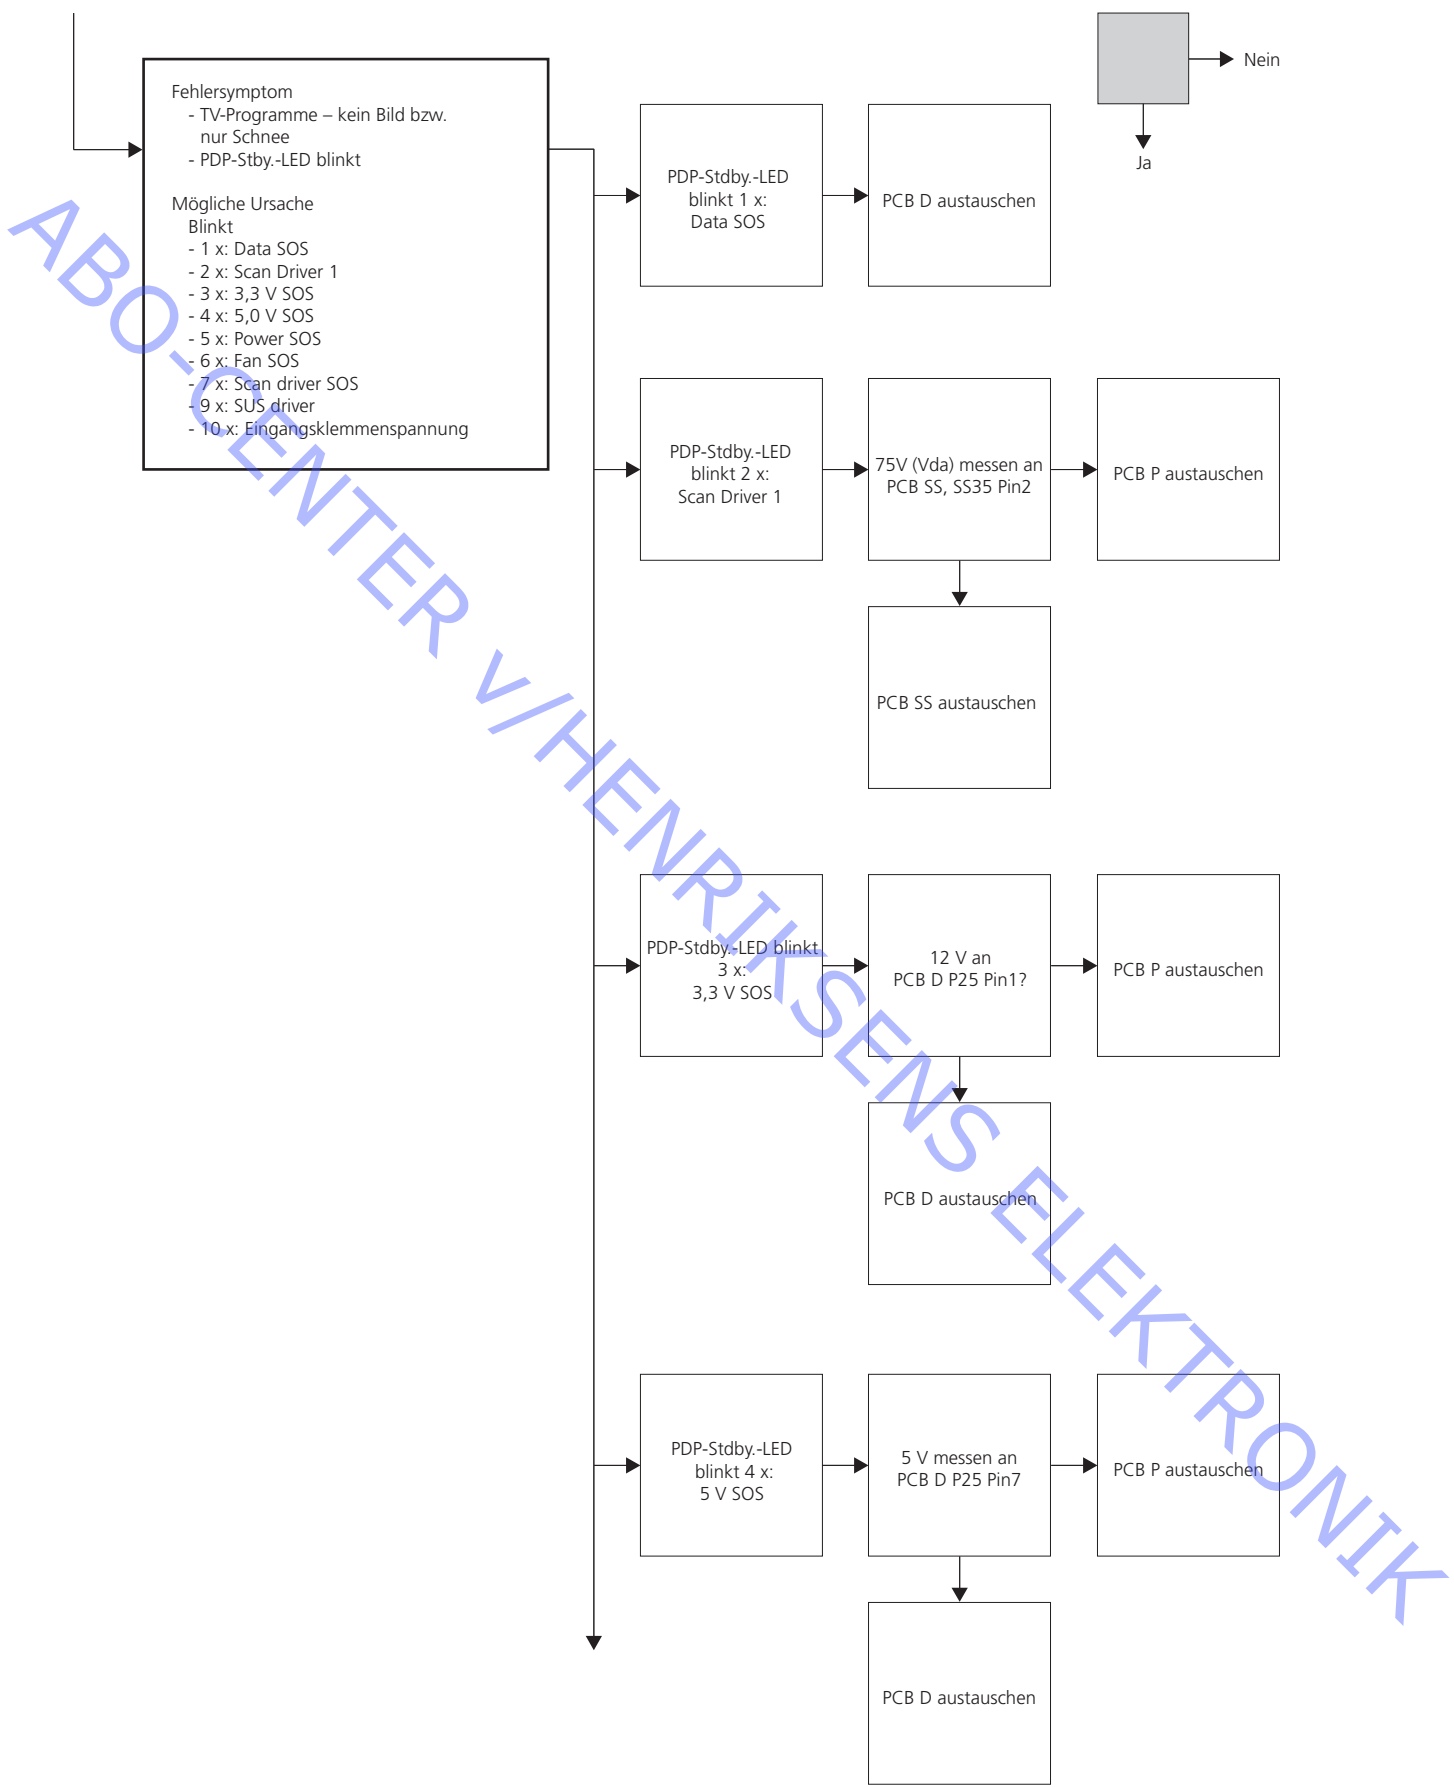 Nein
Ja
Fehlersymptom
- TV-Programme – kein Bild bzw.
nur Schnee
- PDP-Stby.-LED blinkt
Mögliche Ursache
Blinkt
- 1 x: Data SOS
- 2 x: Scan Driver 1
- 3 x: 3,3 V SOS
- 4 x: 5,0 V SOS
- 5 x: Power SOS
- 6 x: Fan SOS
- 7 x: Scan driver SOS
- 9 x: SUS driver
- 10 x: Eingangsklemmenspannung
PDP-Stdby.-LED
blinkt 1 x:
Data SOS
PCB D austauschen
PDP-Stdby.-LED
blinkt 2 x:
Scan Driver 1
75V (Vda) messen an
PCB SS, SS35 Pin2
PCB P austauschen
PCB SS austauschen
PDP-Stdby.-LED blinkt
3 x:
3,3 V SOS
12 V an
PCB D P25 Pin1?
PCB P austauschen
PCB D austauschen
PDP-Stdby.-LED
blinkt 4 x:
5 V SOS
5 V messen an
PCB D P25 Pin7
PCB P austauschen
PCB D austauschen
ABO-CENTER v/HENRIKSENS ELEKTRONIK